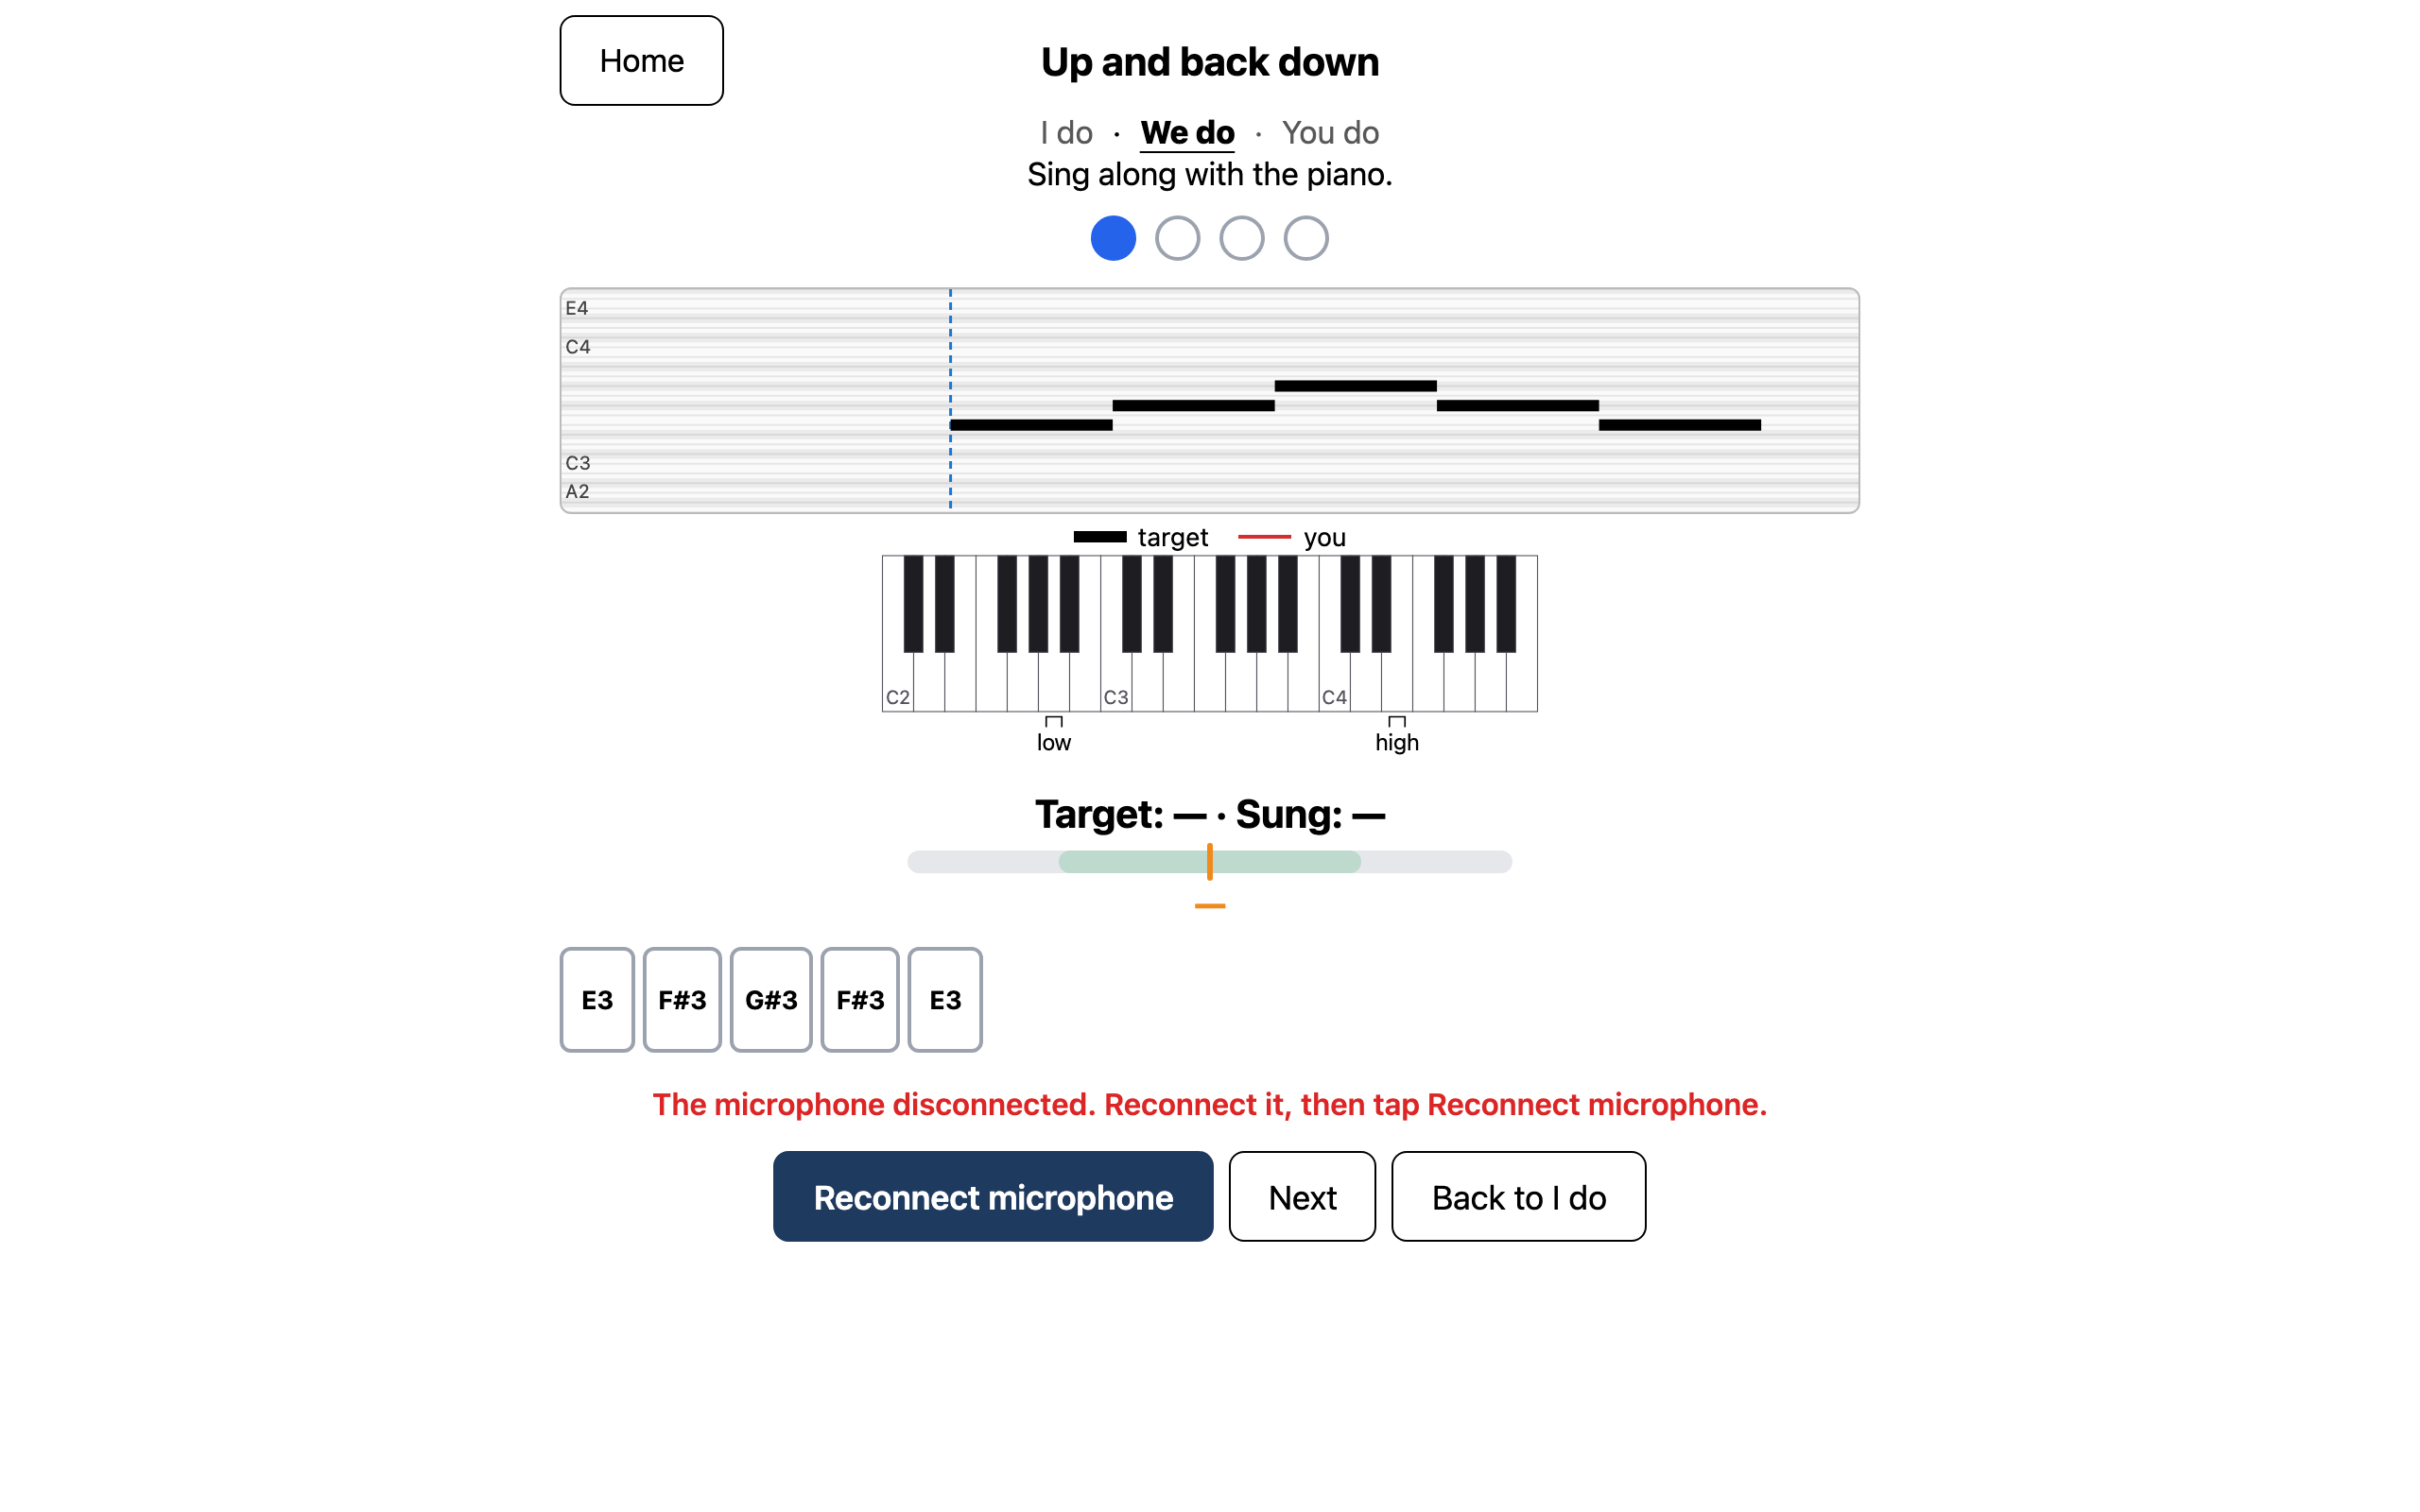 Home
Up and back down
I do · We do · You do
Sing along with the piano.
E4
C4
C3
A2
target you
C2 C3 C4
low high
Target: — · Sung: —
—
E3 F#3 G#3 F#3 E3
The microphone disconnected. Reconnect it, then tap Reconnect microphone.
Reconnect microphone Next Back to I do